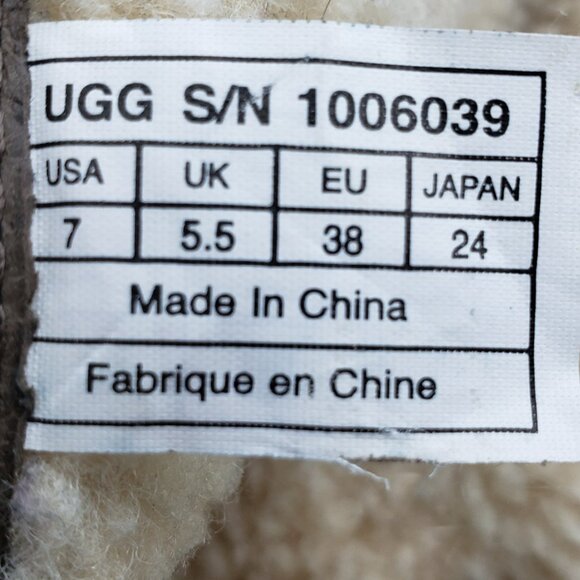 UGG S/N 1006039
USA UK EU JAPAN
7 5.5 38 24
Made In China
Fabrique en Chine